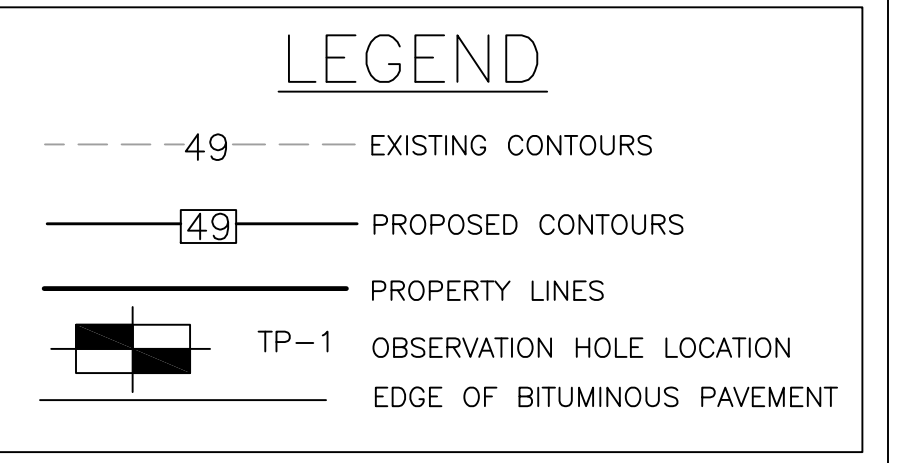 LEGEND
49 EXISTING CONTOURS
49 PROPOSED CONTOURS
PROPERTY LINES
TP-1 OBSERVATION HOLE LOCATION
EDGE OF BITUMINOUS PAVEMENT